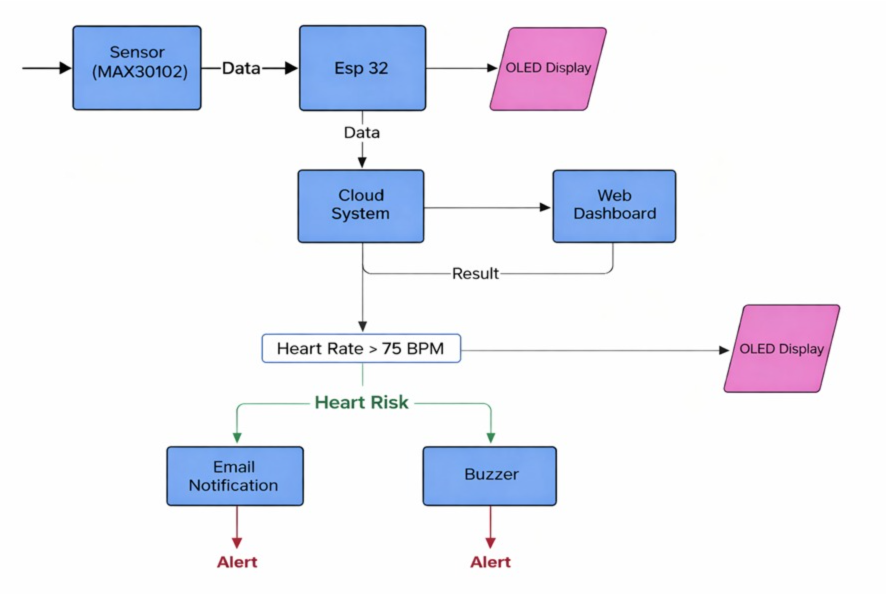 Sensor
(MAX30102)
Data
Esp 32
OLED Display
Data
Cloud
System
Web
Dashboard
Result
Heart Rate > 75 BPM
OLED Display
Heart Risk
Email
Notification
Buzzer
Alert
Alert